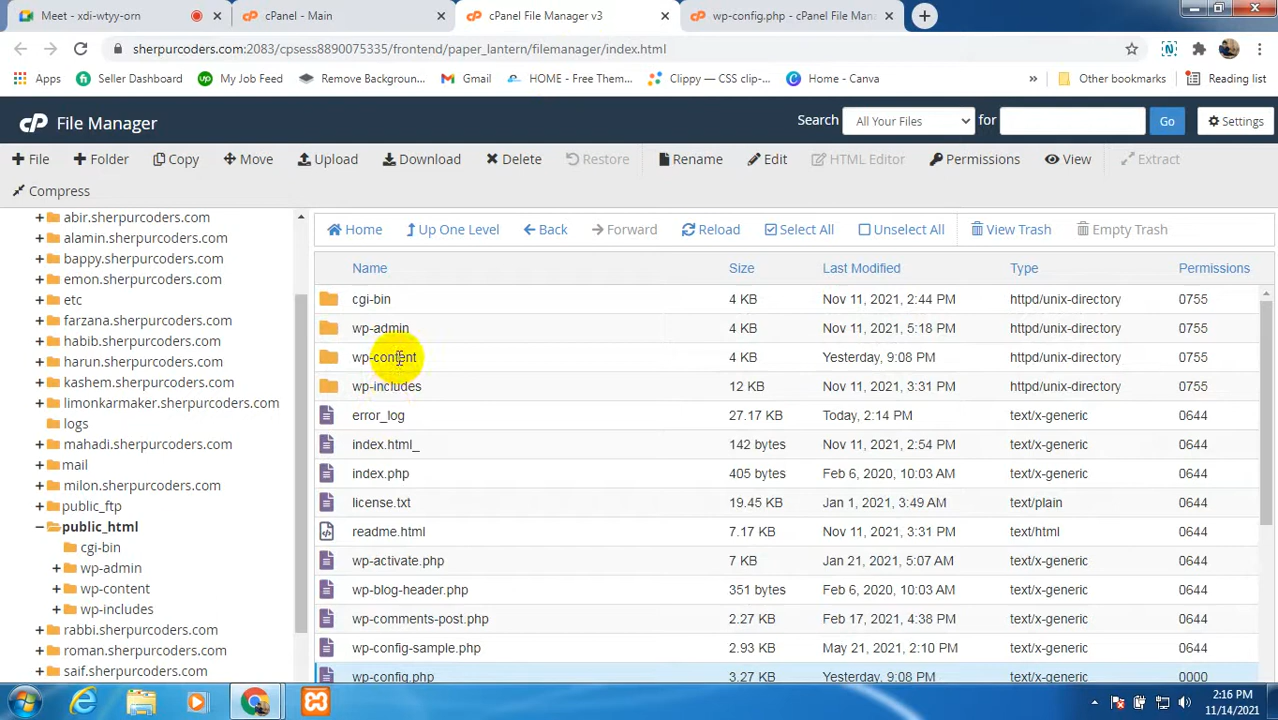 Meet - xdi-wtyy-orn
cPanel - Main
cPanel File Manager v3
wp-config.php - cPanel File Man
sherpurcoders.com:2083/cpsess8890075335/frontend/paper_lantern/filemanager/index.html
Apps
Seller Dashboard
My Job Feed
Remove Background...
Gmail
HOME - Free Them...
Clippy — CSS clip-...
Home - Canva
»
Other bookmarks
Reading list
cP File Manager
Search
All Your Files
for
Go
Settings
File
Folder
Copy
Move
Upload
Download
Delete
Restore
Rename
Edit
HTML Editor
Permissions
View
Extract
Compress
abir.sherpurcoders.com
alamin.sherpurcoders.com
bappy.sherpurcoders.com
emon.sherpurcoders.com
etc
farzana.sherpurcoders.com
habib.sherpurcoders.com
harun.sherpurcoders.com
kashem.sherpurcoders.com
limonkarmaker.sherpurcoders.com
logs
mahadi.sherpurcoders.com
mail
milon.sherpurcoders.com
public_ftp
public_html
cgi-bin
wp-admin
wp-content
wp-includes
rabbi.sherpurcoders.com
roman.sherpurcoders.com
saif.sherpurcoders.com
Home
Up One Level
Back
Forward
Reload
Select All
Unselect All
View Trash
Empty Trash
Name Size Last Modified Type Permissions
cgi-bin 4 KB Nov 11, 2021, 2:44 PM httpd/unix-directory 0755
wp-admin 4 KB Nov 11, 2021, 5:18 PM httpd/unix-directory 0755
wp-content 4 KB Yesterday, 9:08 PM httpd/unix-directory 0755
wp-includes 12 KB Nov 11, 2021, 3:31 PM httpd/unix-directory 0755
error_log 27.17 KB Today, 2:14 PM text/x-generic 0644
index.html_ 142 bytes Nov 11, 2021, 2:54 PM text/x-generic 0644
index.php 405 bytes Feb 6, 2020, 10:03 AM text/x-generic 0644
license.txt 19.45 KB Jan 1, 2021, 3:49 AM text/plain 0644
readme.html 7.17 KB Nov 11, 2021, 3:31 PM text/html 0644
wp-activate.php 7 KB Jan 21, 2021, 5:07 AM text/x-generic 0644
wp-blog-header.php 351 bytes Feb 6, 2020, 10:03 AM text/x-generic 0644
wp-comments-post.php 2.27 KB Feb 17, 2021, 4:38 PM text/x-generic 0644
wp-config-sample.php 2.93 KB May 21, 2021, 2:10 PM text/x-generic 0644
wp-config.php 3.27 KB Yesterday, 9:08 PM text/x-generic 0000
2:16 PM
11/14/2021